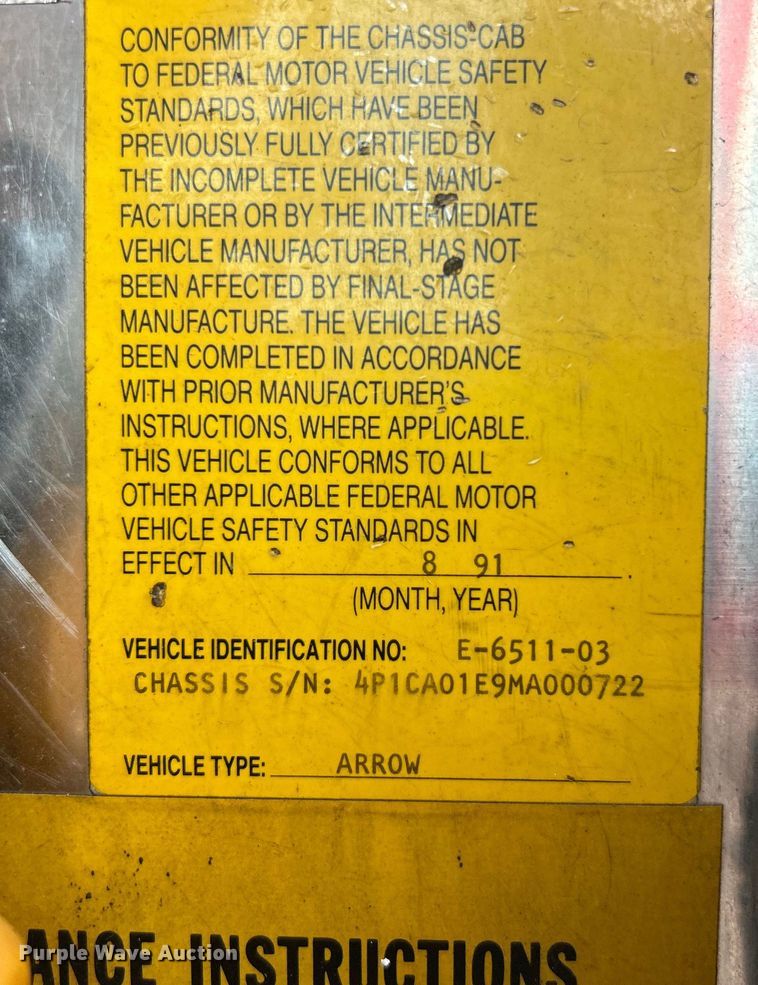 CONFORMITY OF THE CHASSIS-CAB
TO FEDERAL MOTOR VEHICLE SAFETY
STANDARDS, WHICH HAVE BEEN
PREVIOUSLY FULLY CERTIFIED BY
THE INCOMPLETE VEHICLE MANU-
FACTURER OR BY THE INTERMEDIATE
VEHICLE MANUFACTURER, HAS NOT
BEEN AFFECTED BY FINAL-STAGE
MANUFACTURE. THE VEHICLE HAS
BEEN COMPLETED IN ACCORDANCE
WITH PRIOR MANUFACTURER'S
INSTRUCTIONS, WHERE APPLICABLE.
THIS VEHICLE CONFORMS TO ALL
OTHER APPLICABLE FEDERAL MOTOR
VEHICLE SAFETY STANDARDS IN
EFFECT IN 8 91.
(MONTH, YEAR)
VEHICLE IDENTIFICATION NO: E-6511-03
CHASSIS S/N: 4P1CA01E9MA000722
VEHICLE TYPE: ARROW
ANCE INSTRUCTIONS
Purple Wave Auction